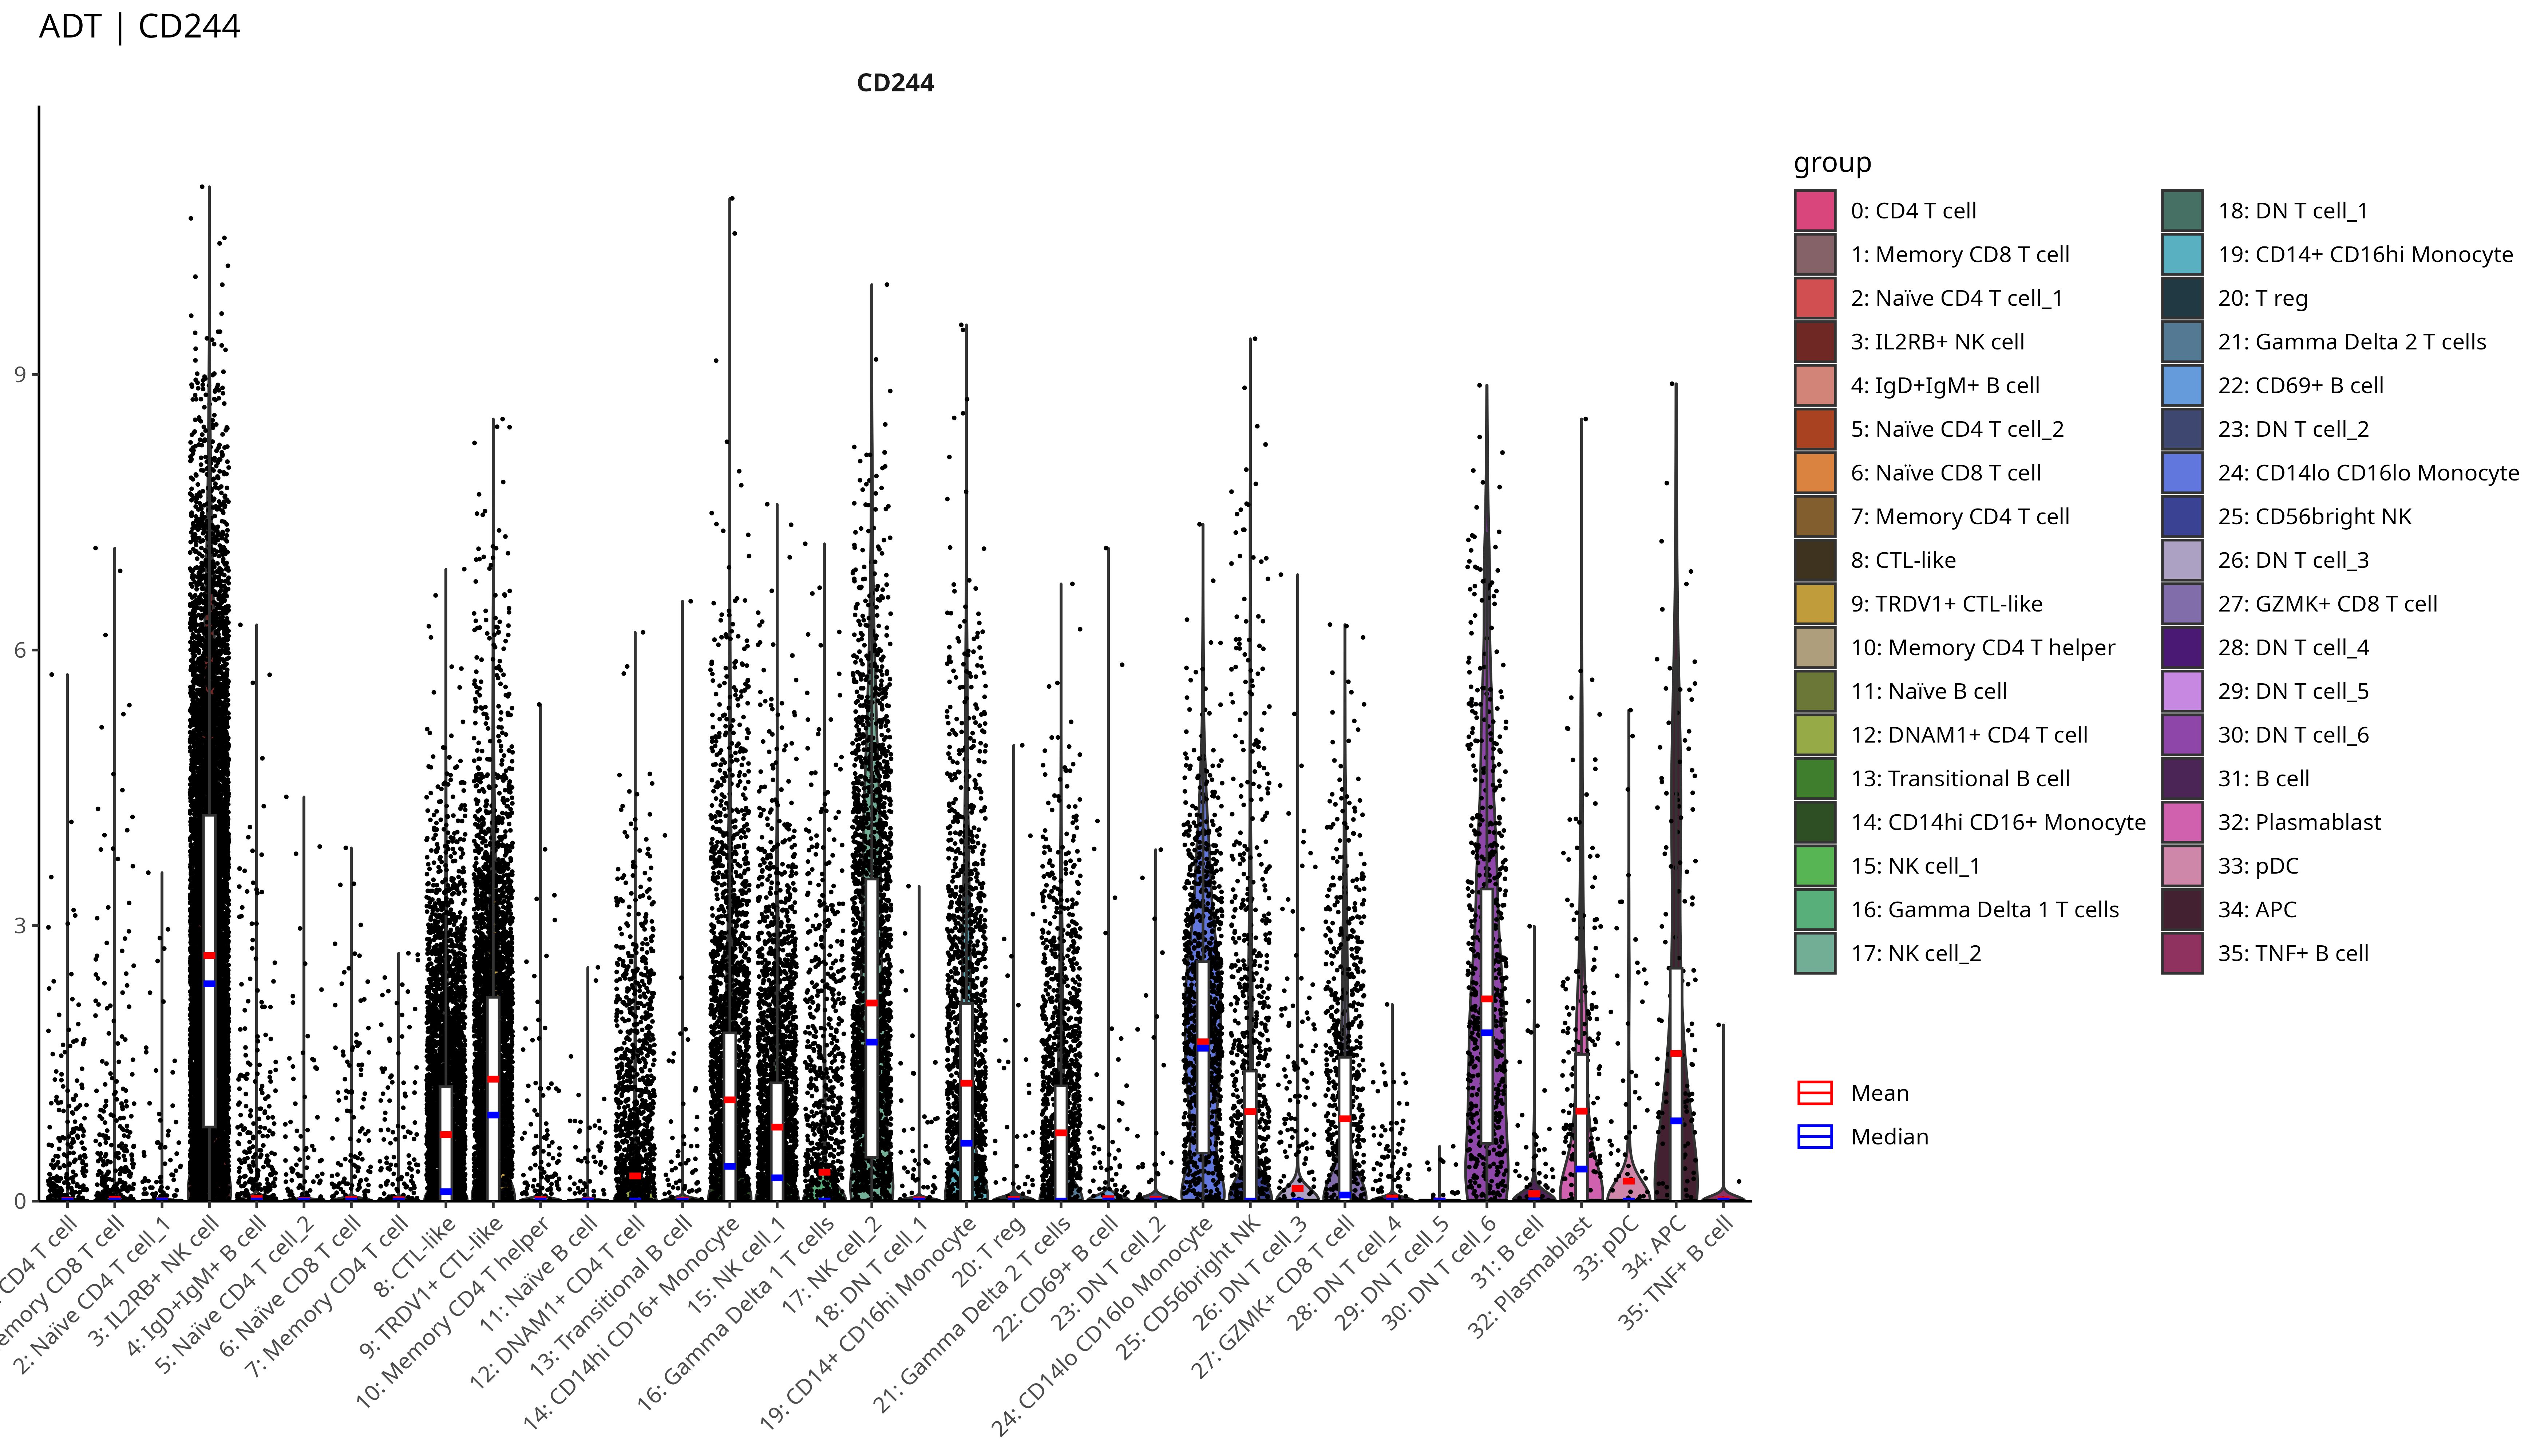 ADT | CD244
CD244
9
6
3
0
CD4 T cell
Memory CD8 T cell
2: Naïve CD4 T cell_1
3: IL2RB+ NK cell
4: IgD+IgM+ B cell
5: Naïve CD4 T cell_2
6: Naïve CD8 T cell
7: Memory CD4 T cell
8: CTL-like
9: TRDV1+ CTL-like
10: Memory CD4 T helper
11: Naïve B cell
12: DNAM1+ CD4 T cell
13: Transitional B cell
14: CD14hi CD16+ Monocyte
15: NK cell_1
16: Gamma Delta 1 T cells
17: NK cell_2
18: DN T cell_1
19: CD14+ CD16hi Monocyte
20: T reg
21: Gamma Delta 2 T cells
22: CD69+ B cell
23: DN T cell_2
24: CD14lo CD16lo Monocyte
25: CD56bright NK
26: DN T cell_3
27: GZMK+ CD8 T cell
28: DN T cell_4
29: DN T cell_5
30: DN T cell_6
31: B cell
32: Plasmablast
33: pDC
34: APC
35: TNF+ B cell
group
0: CD4 T cell
1: Memory CD8 T cell
2: Naïve CD4 T cell_1
3: IL2RB+ NK cell
4: IgD+IgM+ B cell
5: Naïve CD4 T cell_2
6: Naïve CD8 T cell
7: Memory CD4 T cell
8: CTL-like
9: TRDV1+ CTL-like
10: Memory CD4 T helper
11: Naïve B cell
12: DNAM1+ CD4 T cell
13: Transitional B cell
14: CD14hi CD16+ Monocyte
15: NK cell_1
16: Gamma Delta 1 T cells
17: NK cell_2
18: DN T cell_1
19: CD14+ CD16hi Monocyte
20: T reg
21: Gamma Delta 2 T cells
22: CD69+ B cell
23: DN T cell_2
24: CD14lo CD16lo Monocyte
25: CD56bright NK
26: DN T cell_3
27: GZMK+ CD8 T cell
28: DN T cell_4
29: DN T cell_5
30: DN T cell_6
31: B cell
32: Plasmablast
33: pDC
34: APC
35: TNF+ B cell
Mean
Median